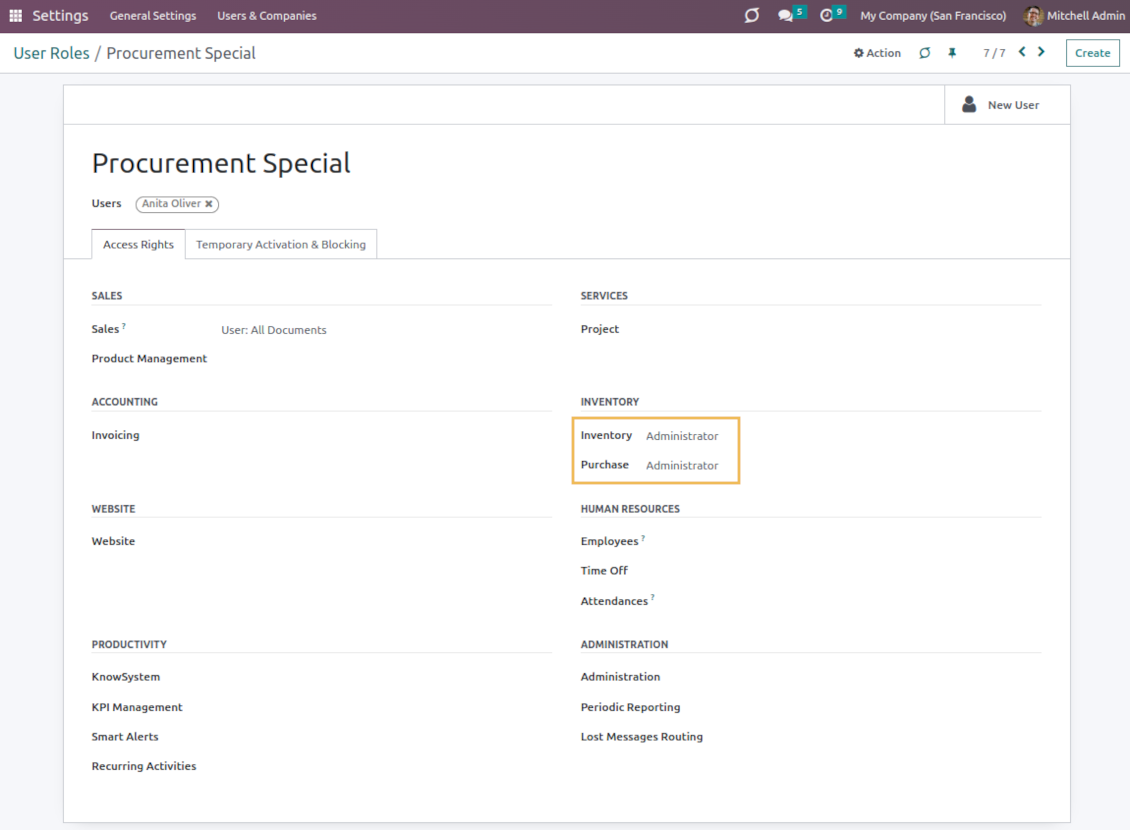 Settings General Settings Users & Companies 5 9 My Company (San Francisco) Mitchell Admin
User Roles / Procurement Special Action 7 / 7 Create
New User
Procurement Special
Users Anita Oliver ✖
Access Rights Temporary Activation & Blocking
SALES
Sales ? User: All Documents
Product Management
SERVICES
Project
ACCOUNTING
Invoicing
INVENTORY
Inventory Administrator
Purchase Administrator
WEBSITE
Website
HUMAN RESOURCES
Employees ?
Time Off
Attendances ?
PRODUCTIVITY
KnowSystem
KPI Management
Smart Alerts
Recurring Activities
ADMINISTRATION
Administration
Periodic Reporting
Lost Messages Routing